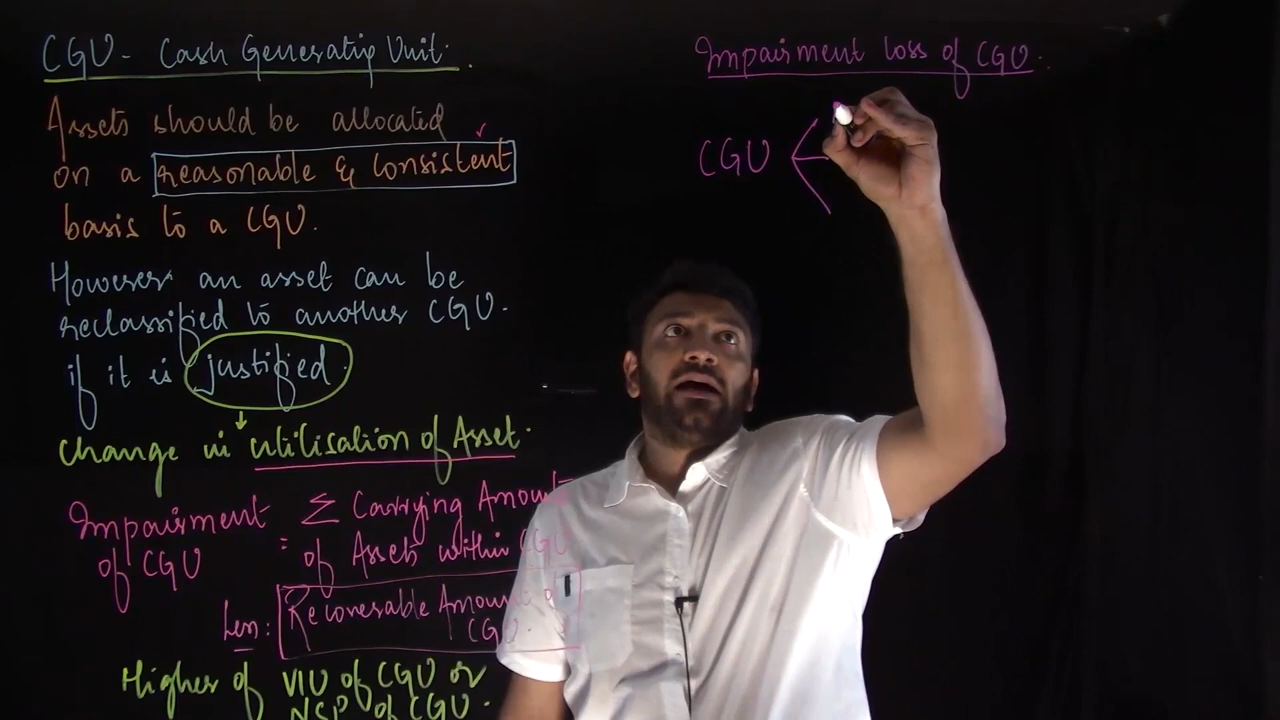 CGU - Cash Generating Unit.
Assets should be allocated
on a reasonable & consistent
basis to a CGU.
However an asset can be
reclassified to another CGU.
if it is justified.
Change in utilisation of Asset.
Impairment of CGU : Σ Carrying Amount of Assets within CGU
Less: Recoverable Amount of CGU.
Higher of VIU of CGU or
NSP of CGU.
Impairment loss of CGU.
CGU